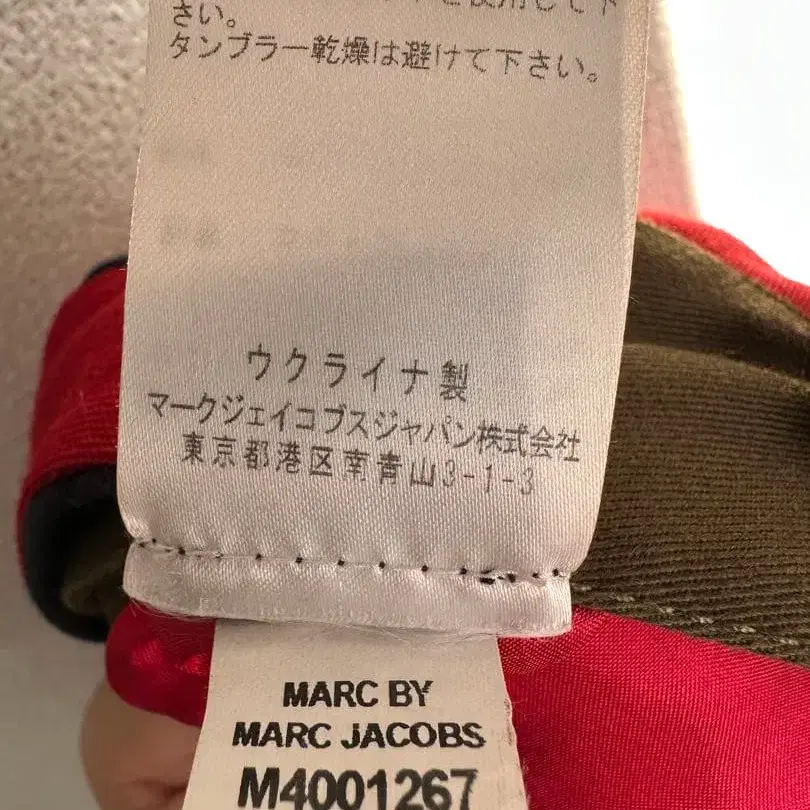 さい。
タンブラー乾燥は避けて下さい。
ウクライナ製
マークジェイコブスジャパン株式会社
東京都港区南青山3-1-3
MARC BY
MARC JACOBS
M4001267